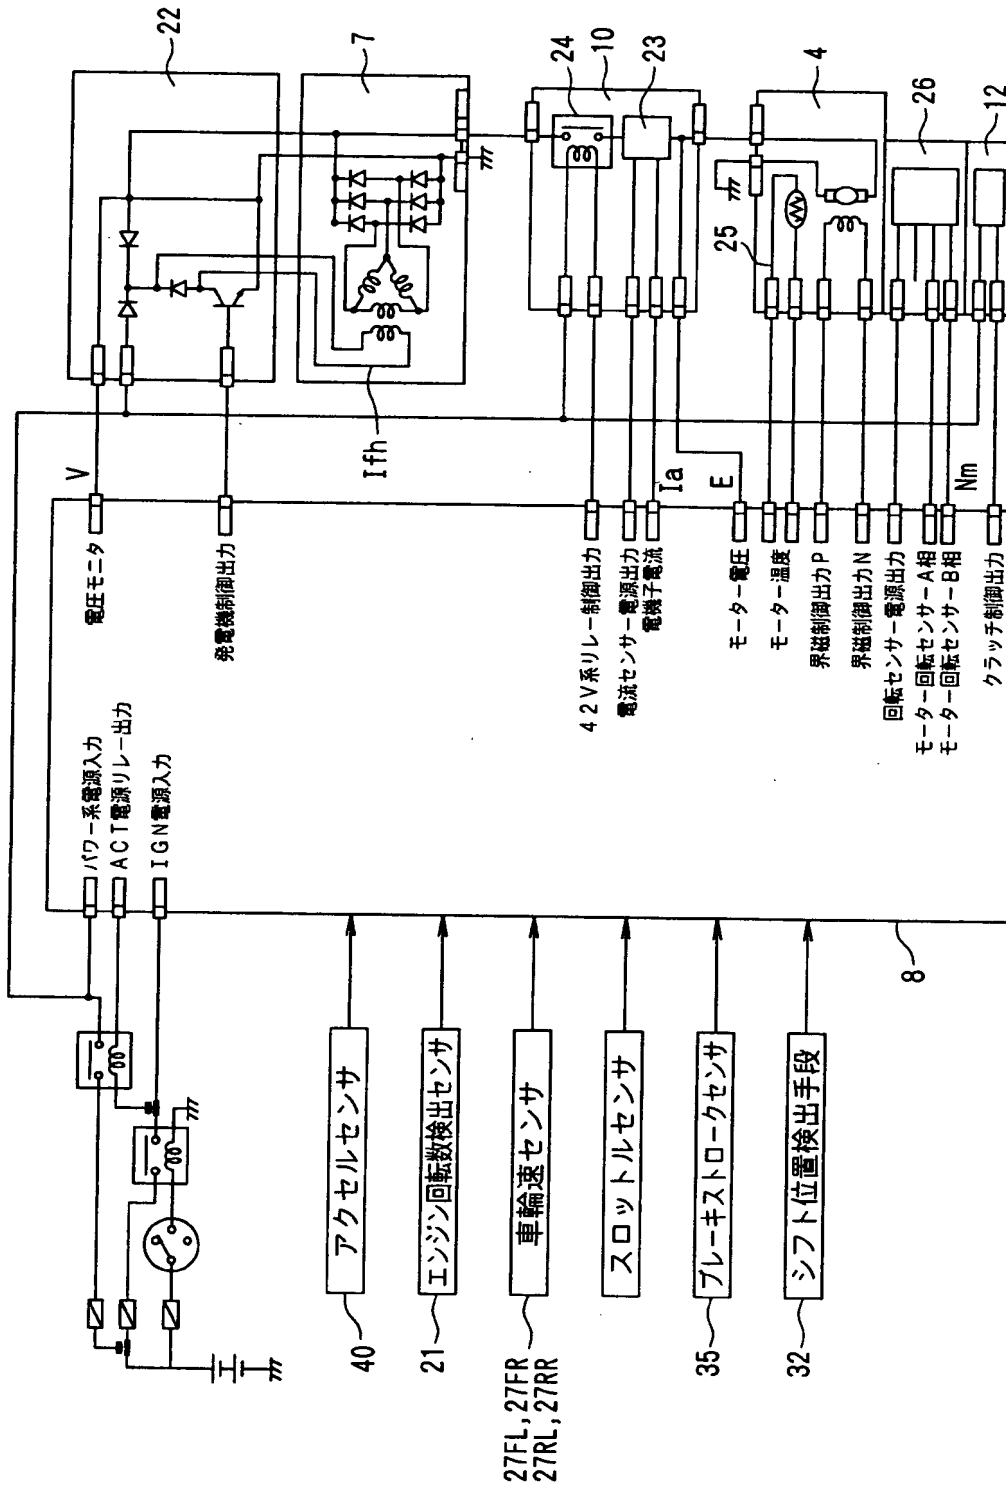 22
7
24
10
23
4
26
12
25
Ifh
V
Ia
E
Nm
電圧モニタ
発電機制御出力
42V系リレー制御出力
電流センサー電源出力
電機子電流
モーター電圧
モーター温度
界磁制御出力P
界磁制御出力N
回転センサー電源出力
モーター回転センサーA相
モーター回転センサーB相
クラッチ制御出力
パワー系電源入力
ACT電源リレー出力
IGN電源入力
8
アクセルセンサ
40
エンジン回転数検出センサ
21
車輪速センサ
27FL,27FR
27RL,27RR
スロットルセンサ
ブレーキストロークセンサ
35
シフト位置検出手段
32